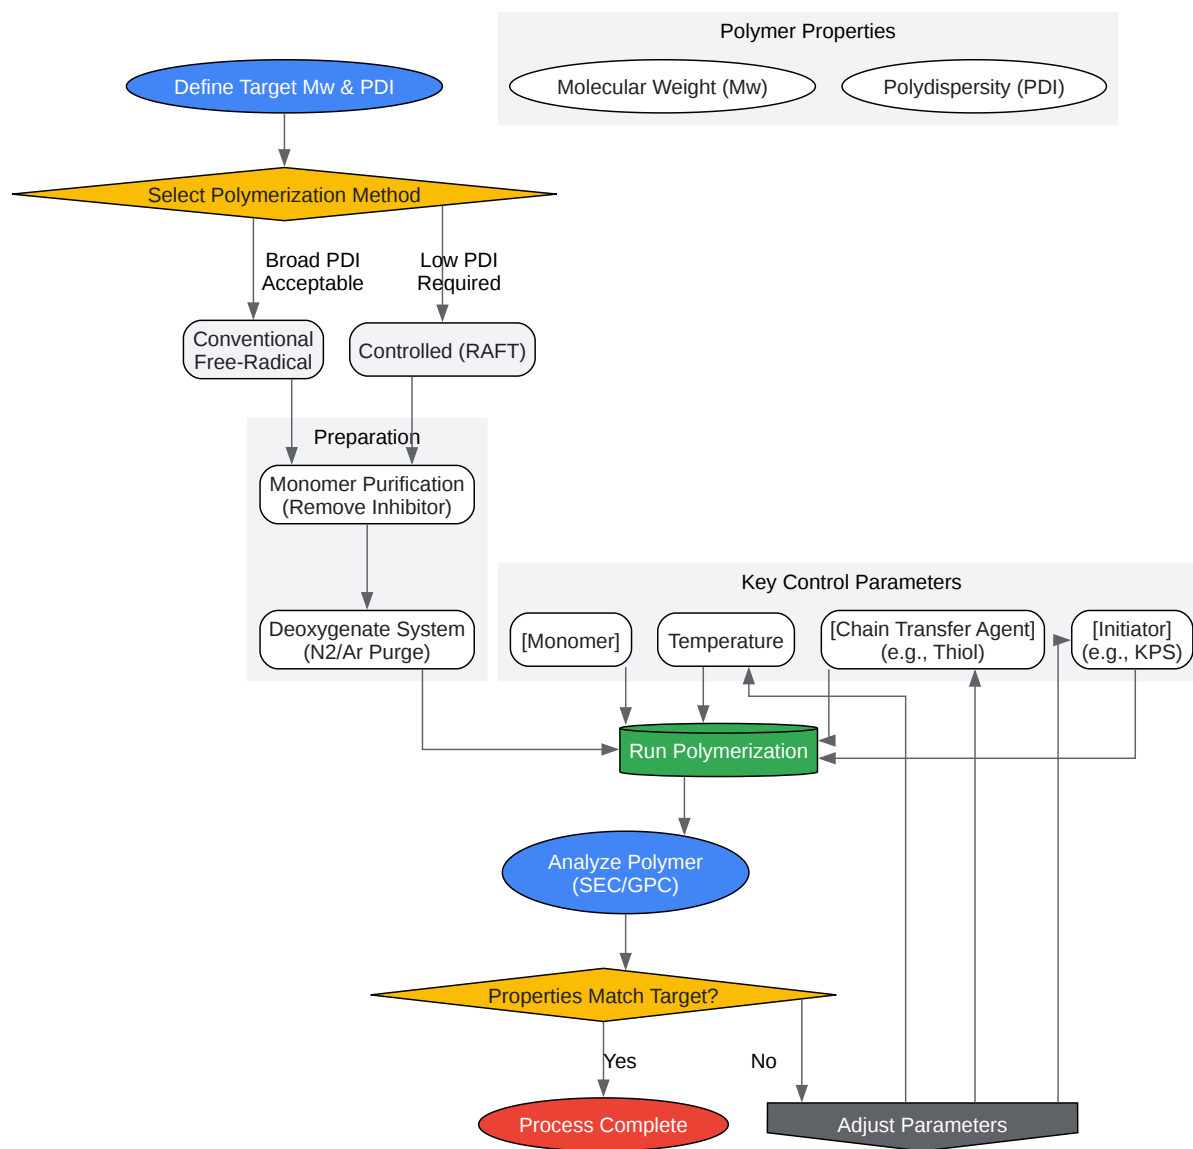 Polymer Properties
Define Target Mw & PDI
Molecular Weight (Mw)
Polydispersity (PDI)
Select Polymerization Method
Broad PDI
Acceptable
Low PDI
Required
Conventional
Free-Radical
Controlled (RAFT)
Preparation
Monomer Purification
(Remove Inhibitor)
Deoxygenate System
(N2/Ar Purge)
Key Control Parameters
[Monomer]
Temperature
[Chain Transfer Agent]
(e.g., Thiol)
[Initiator]
(e.g., KPS)
Run Polymerization
Analyze Polymer
(SEC/GPC)
Properties Match Target?
Yes
No
Process Complete
Adjust Parameters